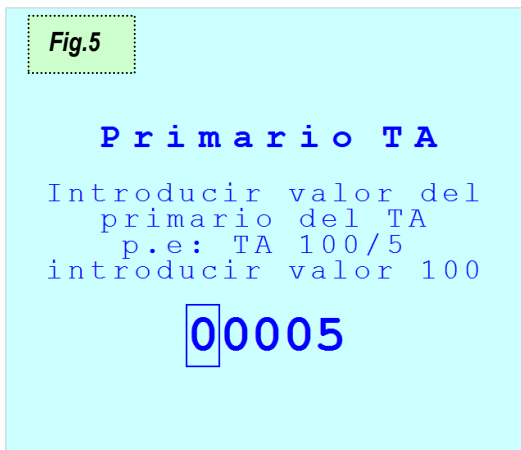 Fig.5
Primario TA
Introducir valor del
primario del TA
p.e: TA 100/5
introducir valor 100
00005